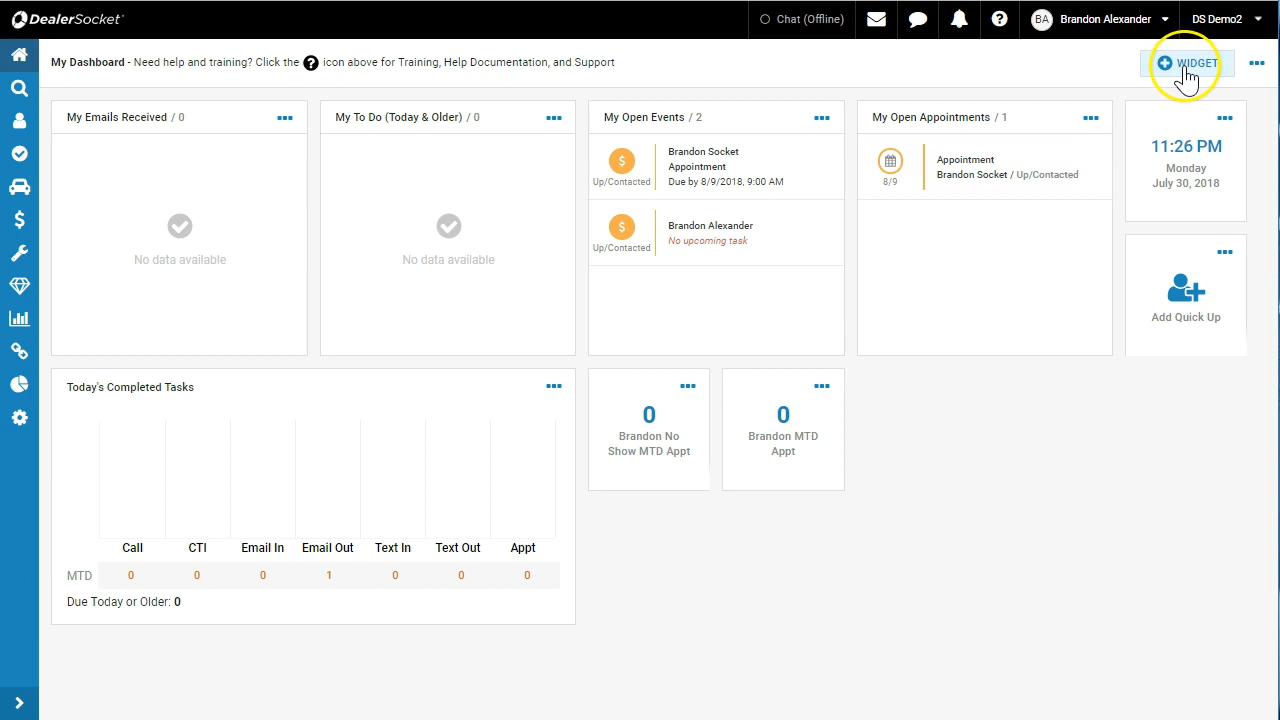 DealerSocket
Chat (Offline)
BA
Brandon Alexander
DS Demo2
My Dashboard - Need help and training? Click the ? icon above for Training, Help Documentation, and Support
WIDGET
My Emails Received / 0
No data available
My To Do (Today & Older) / 0
No data available
My Open Events / 2
$
Up/Contacted
Brandon Socket
Appointment
Due by 8/9/2018, 9:00 AM
$
Up/Contacted
Brandon Alexander
No upcoming task
My Open Appointments / 1
8/9
Appointment
Brandon Socket / Up/Contacted
11:26 PM
Monday
July 30, 2018
Add Quick Up
Today's Completed Tasks
Call CTI Email In Email Out Text In Text Out Appt
MTD 0 0 0 1 0 0 0
Due Today or Older: 0
0
Brandon No
Show MTD Appt
0
Brandon MTD
Appt